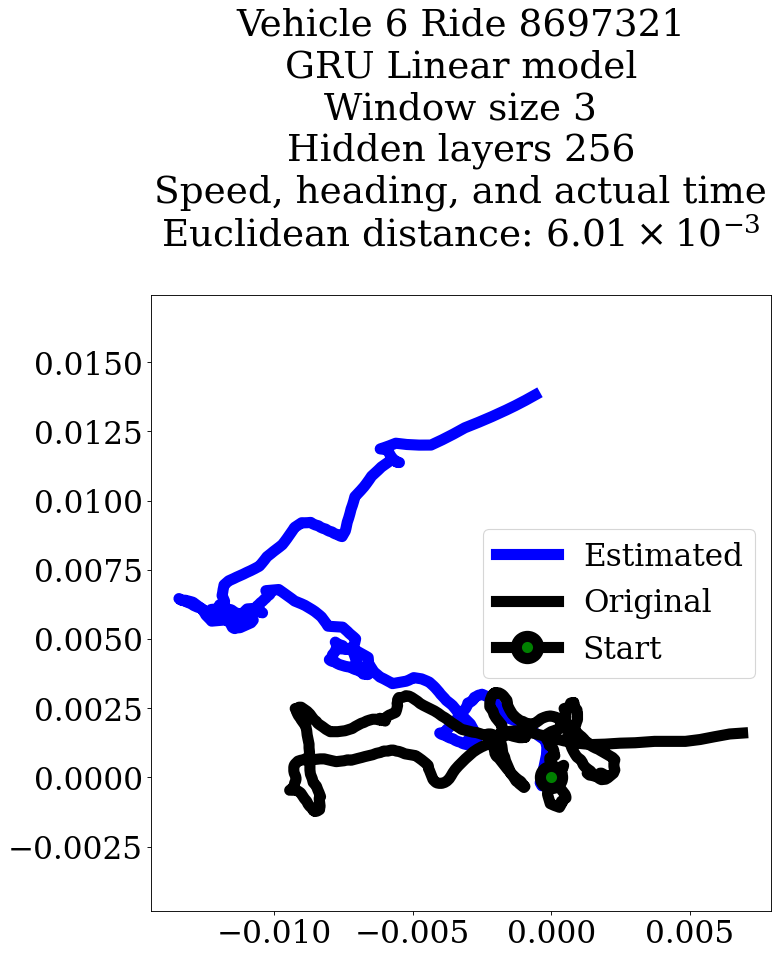 Vehicle 6 Ride 8697321
GRU Linear model
Window size 3
Hidden layers 256
Speed, heading, and actual time
Euclidean distance: 6.01 × 10⁻³
0.0150
0.0125
0.0100
0.0075
0.0050
0.0025
0.0000
−0.0025
Estimated
Original
Start
−0.010 −0.005 0.000 0.005